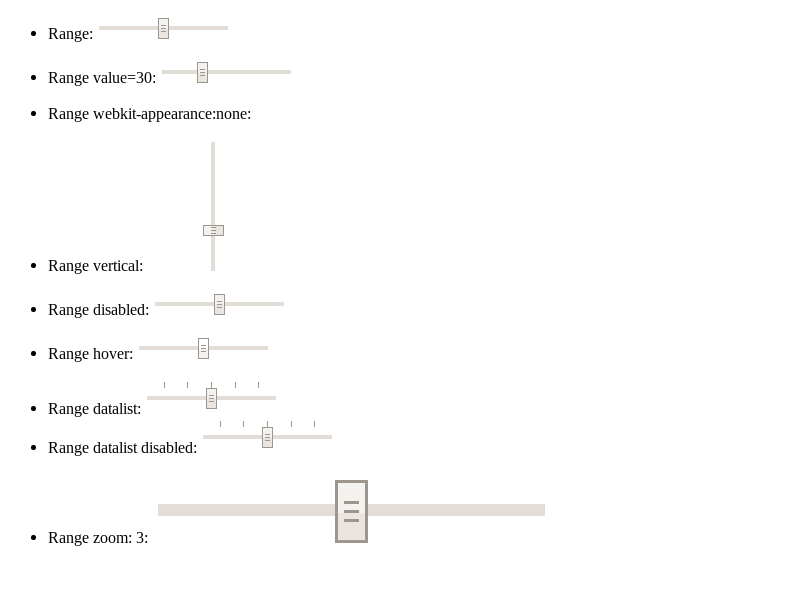 Range:
Range value=30:
Range webkit-appearance:none:
Range vertical:
Range disabled:
Range hover:
Range datalist:
Range datalist disabled:
Range zoom: 3: